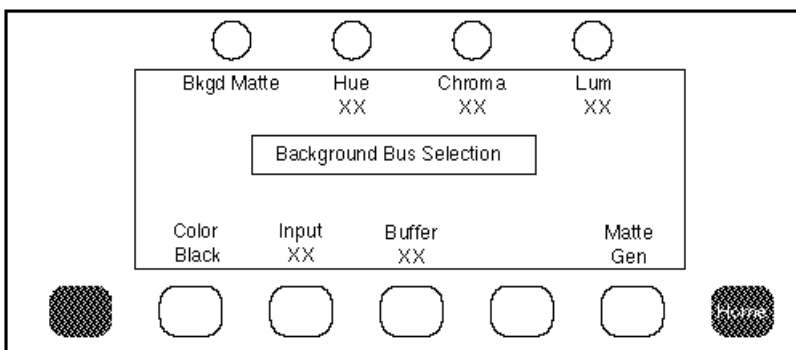 Bkgd Matte Hue Chroma Lum
XX XX XX
Background Bus Selection
Color Input Buffer Matte
Black XX XX Gen
Home